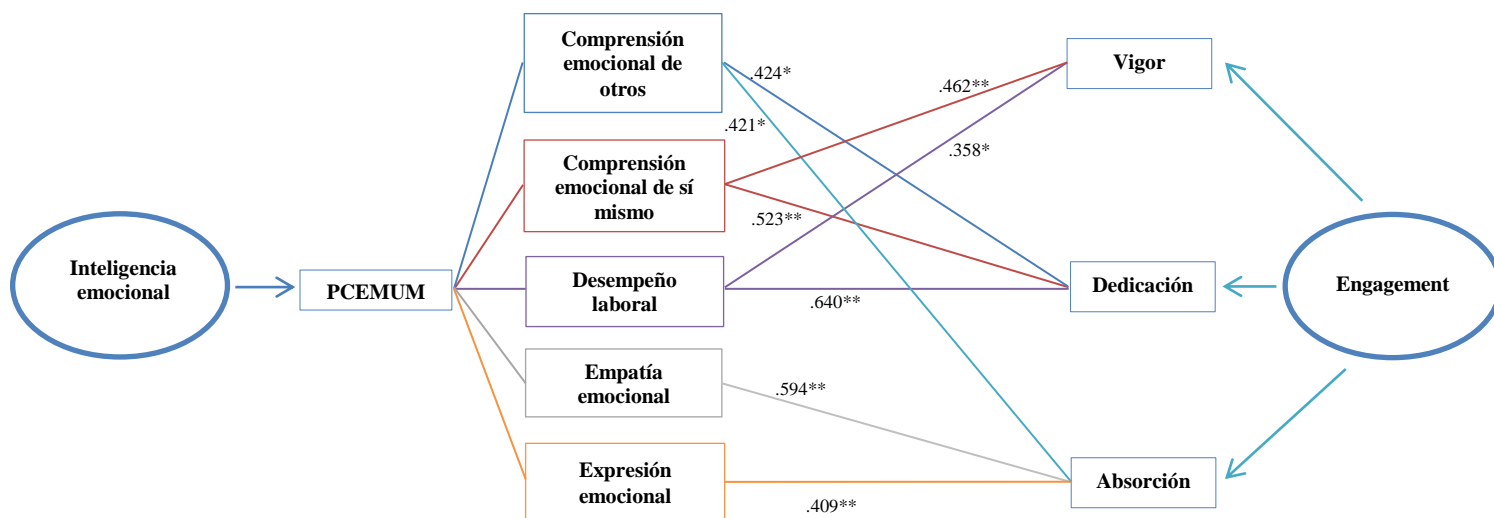 Comprensión
emocional de
otros
Comprensión
emocional de sí
mismo
Desempeño
laboral
Empatía
emocional
Expresión
emocional
Inteligencia
emocional
PCEMUM
.424*
.421*
.462**
.358*
.523**
.640**
.594**
.409**
Vigor
Dedicación
Absorción
Engagement